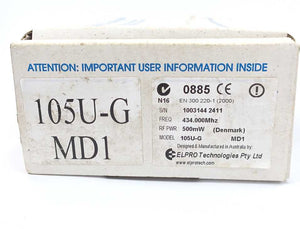 ATTENTION: IMPORTANT USER INFORMATION INSIDE
105U-G
MD1
N16
0885 CE
EN 300 220-1 (2000)
S/N 1003144 2411
FREQ 434.000Mhz
RF PWR 500mW (Denmark)
MODEL 105U-G MD1
Designed & Manufactured in Australia by:
ELPRO Technologies Pty Ltd
www.elprotech.com